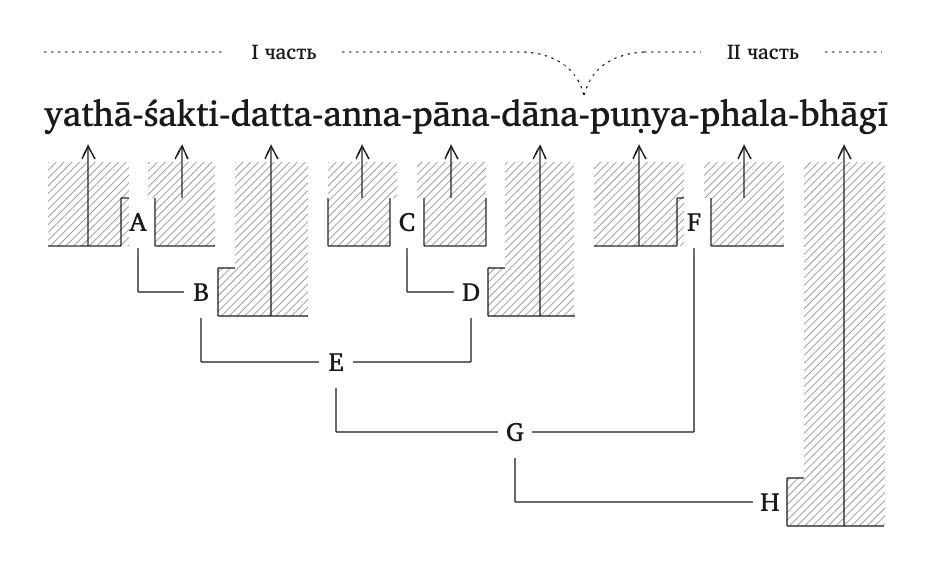 I часть II часть
yathā-śakti-datta-anna-pāna-dāna-puṇya-phala-bhāgī
A C F
B D
E
G
H